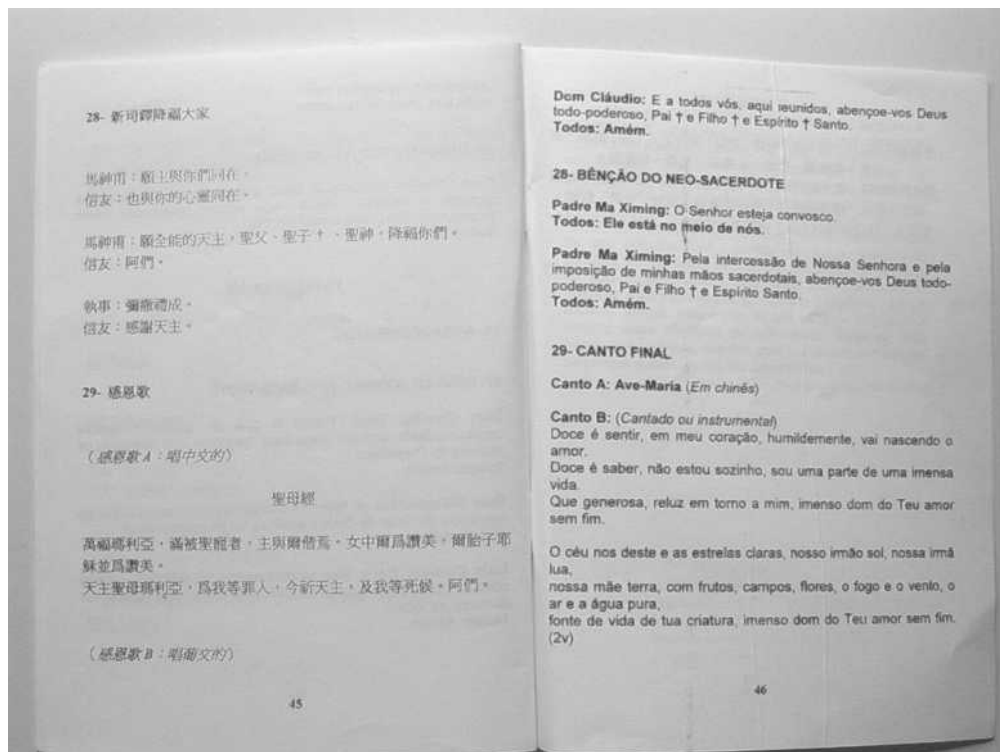 28- 新司鐸降福大家
馬神甫：願主與你們同在。
信友：也與你的心靈同在。
馬神甫：願全能的天主，聖父、聖子 †、聖神，降福你們。
信友：阿們。
執事：彌撒禮成。
信友：感謝天主。
29- 感恩歌
（感恩歌 A：唱中文的）
聖母經
萬福瑪利亞，滿被聖寵者，主與爾偕焉。女中爾爲讚美，爾胎子耶
穌並爲讚美。
天主聖母瑪利亞，爲我等罪人，今祈天主，及我等死候。阿們。
（感恩歌 B：唱葡文的）
45
Dom Cláudio: E a todos vós, aqui reunidos, abençoe-vos Deus
todo-poderoso, Pai † e Filho † e Espírito † Santo.
Todos: Amém.
28- BÊNÇÃO DO NEO-SACERDOTE
Padre Ma Ximing: O Senhor esteja convosco.
Todos: Ele está no meio de nós.
Padre Ma Ximing: Pela intercessão de Nossa Senhora e pela
imposição de minhas mãos sacerdotais, abençoe-vos Deus todo-
poderoso, Pai e Filho † e Espírito Santo.
Todos: Amém.
29- CANTO FINAL
Canto A: Ave-Maria (Em chinês)
Canto B: (Cantado ou instrumental)
Doce é sentir, em meu coração, humildemente, vai nascendo o
amor.
Doce é saber, não estou sozinho, sou uma parte de uma imensa
vida.
Que generosa, reluz em torno a mim, imenso dom do Teu amor
sem fim.
O céu nos deste e as estrelas claras, nosso irmão sol, nossa irmã
lua,
nossa mãe terra, com frutos, campos, flores, o fogo e o vento, o
ar e a água pura,
fonte de vida de tua criatura, imenso dom do Teu amor sem fim.
(2v)
46